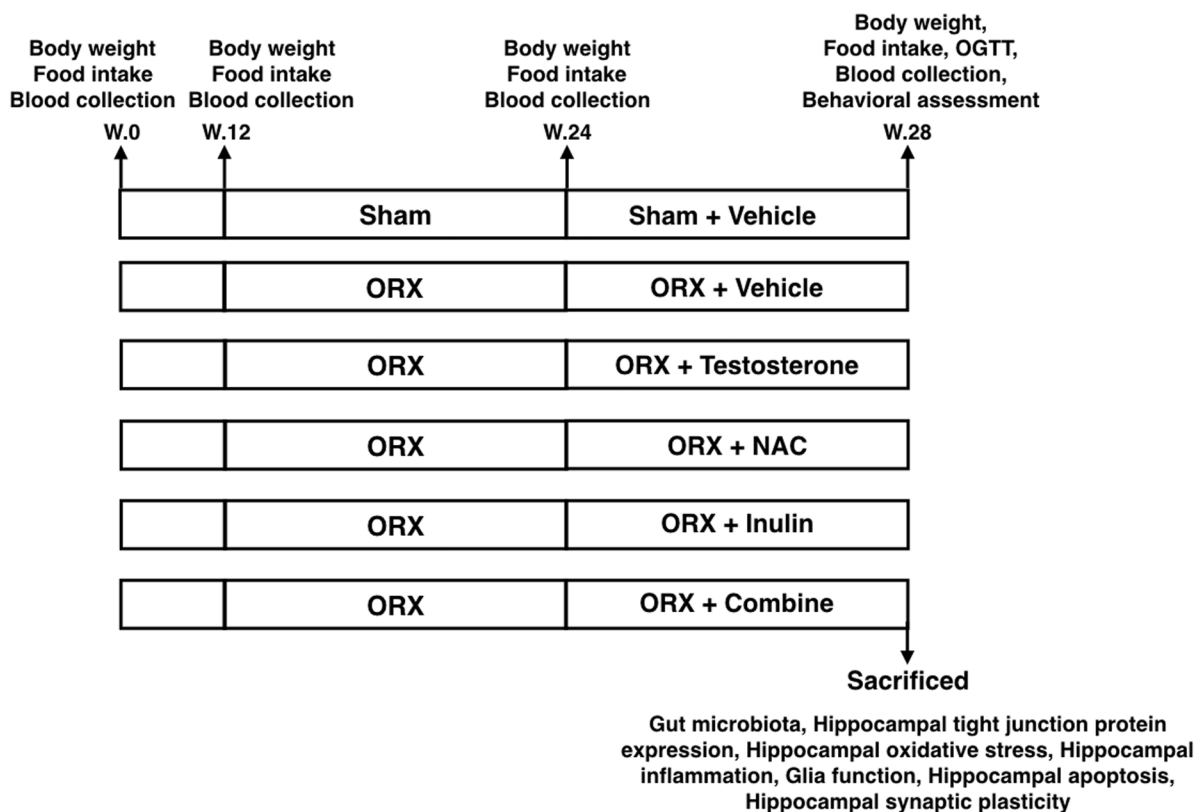 Body weight
Food intake
Blood collection
W.0
Body weight
Food intake
Blood collection
W.12
Body weight
Food intake
Blood collection
W.24
Body weight,
Food intake, OGTT,
Blood collection,
Behavioral assessment
W.28
Sham
Sham + Vehicle
ORX
ORX + Vehicle
ORX
ORX + Testosterone
ORX
ORX + NAC
ORX
ORX + Inulin
ORX
ORX + Combine
Sacrificed
Gut microbiota, Hippocampal tight junction protein
expression, Hippocampal oxidative stress, Hippocampal
inflammation, Glia function, Hippocampal apoptosis,
Hippocampal synaptic plasticity